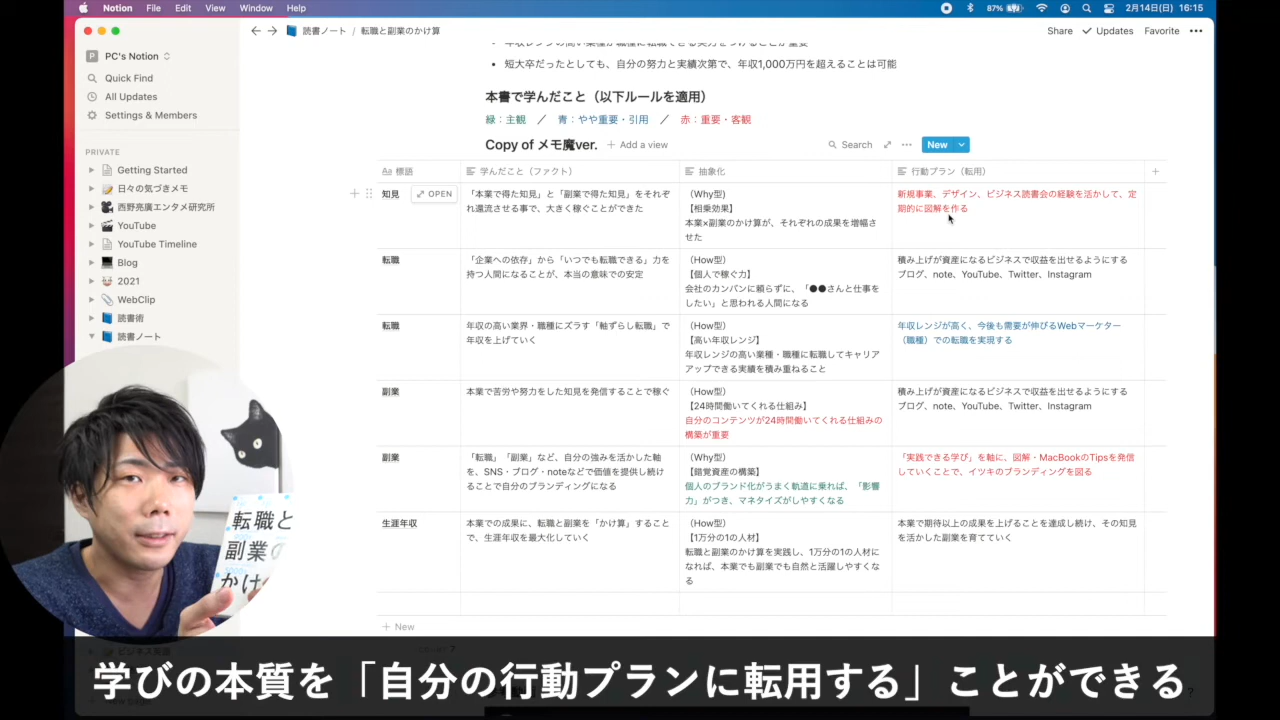 Notion File Edit View Window Help
87% 2月14日(日) 16:15
読書ノート / 転職と副業のかけ算
Share Updates Favorite
P PC's Notion
Quick Find
All Updates
Settings & Members
PRIVATE
Getting Started
日々の気づきメモ
西野亮廣エンタメ研究所
YouTube
YouTube Timeline
Blog
2021
WebClip
読書術
読書ノート
• 短大卒だったとしても、自分の努力と実績次第で、年収1,000万円を超えることは可能
本書で学んだこと（以下ルールを適用）
緑：主観 ／ 青：やや重要・引用 ／ 赤：重要・客観
Copy of メモ魔ver. + Add a view
Search New
Aa 標語 学んだこと（ファクト） 抽象化 行動プラン（転用）
知見
OPEN
「本業で得た知見」と「副業で得た知見」をそれぞ
れ還流させる事で、大きく稼ぐことができた
（Why型)
【相乗効果】
本業×副業のかけ算が、それぞれの成果を増幅さ
せた
新規事業、デザイン、ビジネス読書会の経験を活かして、定
期的に図解を作る
転職
「企業への依存」から「いつでも転職できる」力を
持つ人間になることが、本当の意味での安定
（How型）
【個人で稼ぐ力】
会社のカンバンに頼らずに、「●●さんと仕事を
したい」と思われる人間になる
積み上げが資産になるビジネスで収益を出せるようにする
ブログ、note、YouTube、Twitter、Instagram
転職
年収の高い業界・職種にズラす「軸ずらし転職」で
年収を上げていく
（How型）
【高い年収レンジ】
年収レンジの高い業種・職種に転職してキャリア
アップできる実績を積み重ねること
年収レンジが高く、今後も需要が伸びるWebマーケター
（職種）での転職を実現する
副業
本業で苦労や努力をした知見を発信することで稼ぐ
（How型）
【24時間働いてくれる仕組み】
自分のコンテンツが24時間働いてくれる仕組みの
構築が重要
積み上げが資産になるビジネスで収益を出せるようにする
ブログ、note、YouTube、Twitter、Instagram
副業
「転職」「副業」など、自分の強みを活かした軸
を、SNS・ブログ・noteなどで価値を提供し続け
ることで自分のブランディングになる
（Why型）
【錯覚資産の構築】
個人のブランド化がうまく軌道に乗れば、「影響
力」がつき、マネタイズがしやすくなる
「実践できる学び」を軸に、図解・MacBookのTipsを発信
していくことで、イツキのブランディングを図る
生涯年収
本業での成果に、転職と副業を「かけ算」すること
で、生涯年収を最大化していく
（How型）
【1万分の1の人材】
転職と副業のかけ算を実践し、1万分の1の人材に
なれば、本業でも副業でも自然と活躍しやすくな
る
本業で期待以上の成果を上げることを達成し続け、その知見
を活かした副業を育てていく
+ New
転職と
副業の
かけ
学びの本質を「自分の行動プランに転用する」ことができる